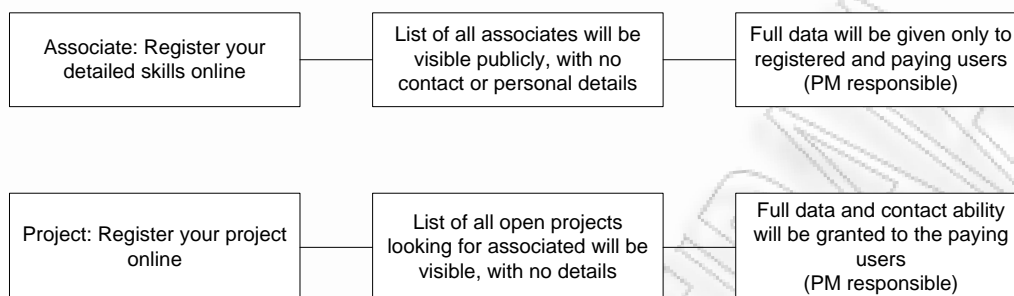 Associate: Register your
detailed skills online
List of all associates will be
visible publicly, with no
contact or personal details
Full data will be given only to
registered and paying users
(PM responsible)
Project: Register your project
online
List of all open projects
looking for associated will be
visible, with no details
Full data and contact ability
will be granted to the paying
users
(PM responsible)